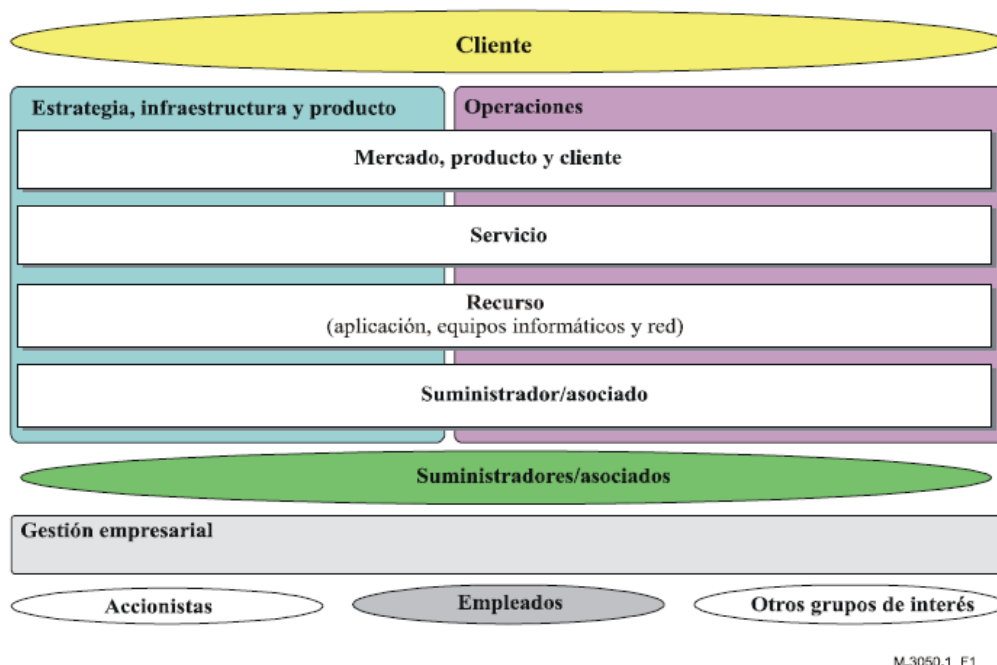 Cliente
Estrategia, infraestructura y producto
Operaciones
Mercado, producto y cliente
Servicio
Recurso
(aplicación, equipos informáticos y red)
Suministrador/asociado
Suministradores/asociados
Gestión empresarial
Accionistas
Empleados
Otros grupos de interés
M.3050.1_F1